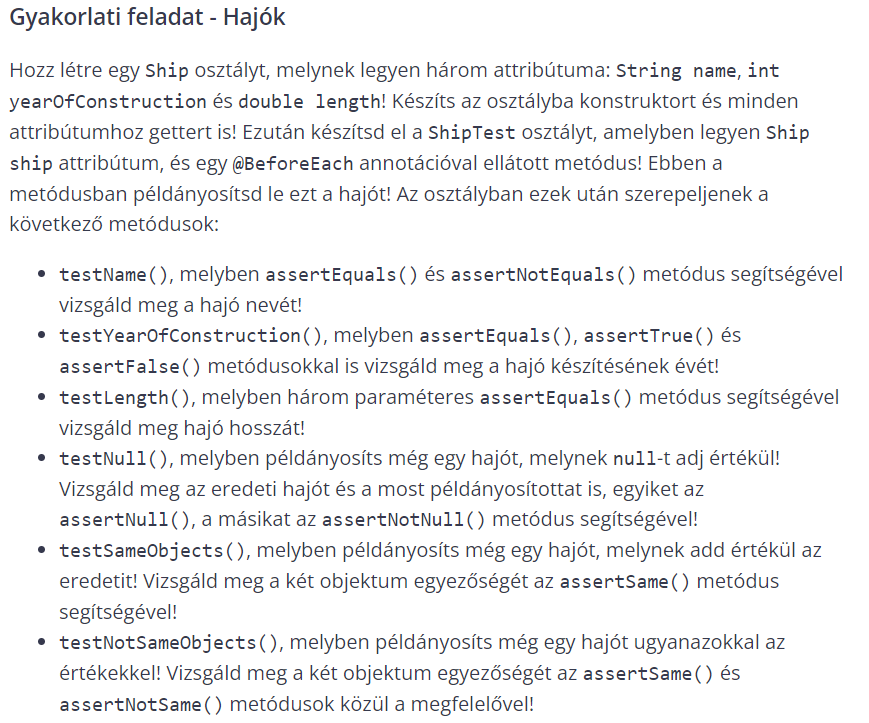 Gyakorlati feladat - Hajók
Hozz létre egy Ship osztályt, melynek legyen három attribútuma: String name, int
yearOfConstruction és double length! Készíts az osztályba konstruktort és minden
attribútumhoz gettert is! Ezután készítsd el a ShipTest osztályt, amelyben legyen Ship
ship attribútum, és egy @BeforeEach annotációval ellátott metódus! Ebben a
metódusban példányosítsd le ezt a hajót! Az osztályban ezek után szerepeljenek a
következő metódusok:
• testName(), melyben assertEquals() és assertNotEquals() metódus segítségével
vizsgáld meg a hajó nevét!
• testYearOfConstruction(), melyben assertEquals(), assertTrue() és
assertFalse() metódusokkal is vizsgáld meg a hajó készítésének évét!
• testLength(), melyben három paraméteres assertEquals() metódus segítségével
vizsgáld meg hajó hosszát!
• testNull(), melyben példányosíts még egy hajót, melynek null-t adj értékül!
Vizsgáld meg az eredeti hajót és a most példányosítottat is, egyiket az
assertNull(), a másikat az assertNotNull() metódus segítségével!
• testSameObjects(), melyben példányosíts még egy hajót, melynek add értékül az
eredetit! Vizsgáld meg a két objektum egyezőségét az assertSame() metódus
segítségével!
• testNotSameObjects(), melyben példányosíts még egy hajót ugyanazokkal az
értékekkel! Vizsgáld meg a két objektum egyezőségét az assertSame() és
assertNotSame() metódusok közül a megfelelővel!